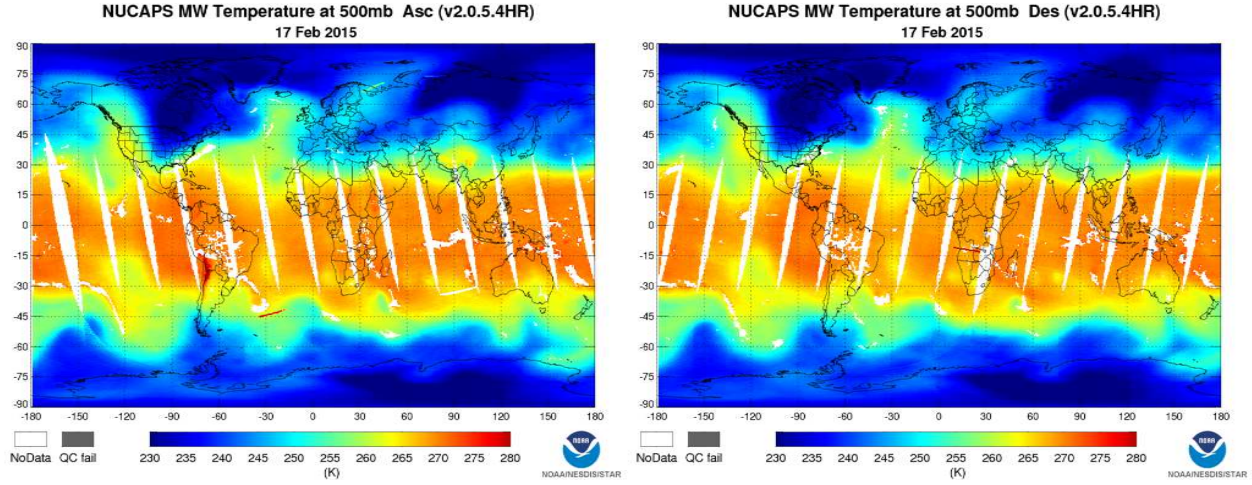 NUCAPS MW Temperature at 500mb Asc (v2.0.5.4HR)
17 Feb 2015
90
75
60
45
30
15
0
-15
-30
-45
-60
-75
-90
-180 -150 -120 -90 -60 -30 0 30 60 90 120 150 180
NoData QC fail
230 235 240 245 250 255 260 265 270 275 280
(K)
NOAA
NOAA/NESDIS/STAR
NUCAPS MW Temperature at 500mb Des (v2.0.5.4HR)
17 Feb 2015
90
75
60
45
30
15
0
-15
-30
-45
-60
-75
-90
-180 -150 -120 -90 -60 -30 0 30 60 90 120 150 180
NoData QC fail
230 235 240 245 250 255 260 265 270 275 280
(K)
NOAA
NOAA/NESDIS/STAR